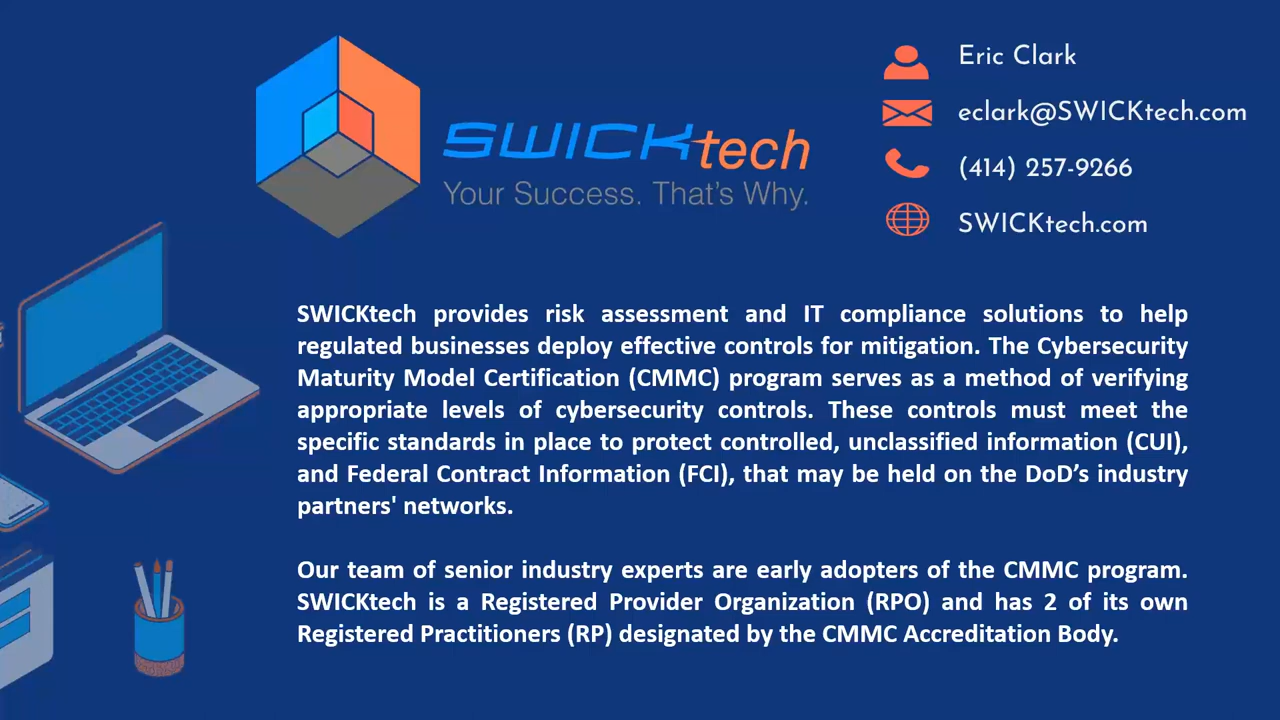 SWICKtech
Your Success. That's Why.
Eric Clark
eclark@SWICKtech.com
(414) 257-9266
SWICKtech.com
SWICKtech provides risk assessment and IT compliance solutions to help
regulated businesses deploy effective controls for mitigation. The Cybersecurity
Maturity Model Certification (CMMC) program serves as a method of verifying
appropriate levels of cybersecurity controls. These controls must meet the
specific standards in place to protect controlled, unclassified information (CUI),
and Federal Contract Information (FCI), that may be held on the DoD’s industry
partners' networks.
Our team of senior industry experts are early adopters of the CMMC program.
SWICKtech is a Registered Provider Organization (RPO) and has 2 of its own
Registered Practitioners (RP) designated by the CMMC Accreditation Body.